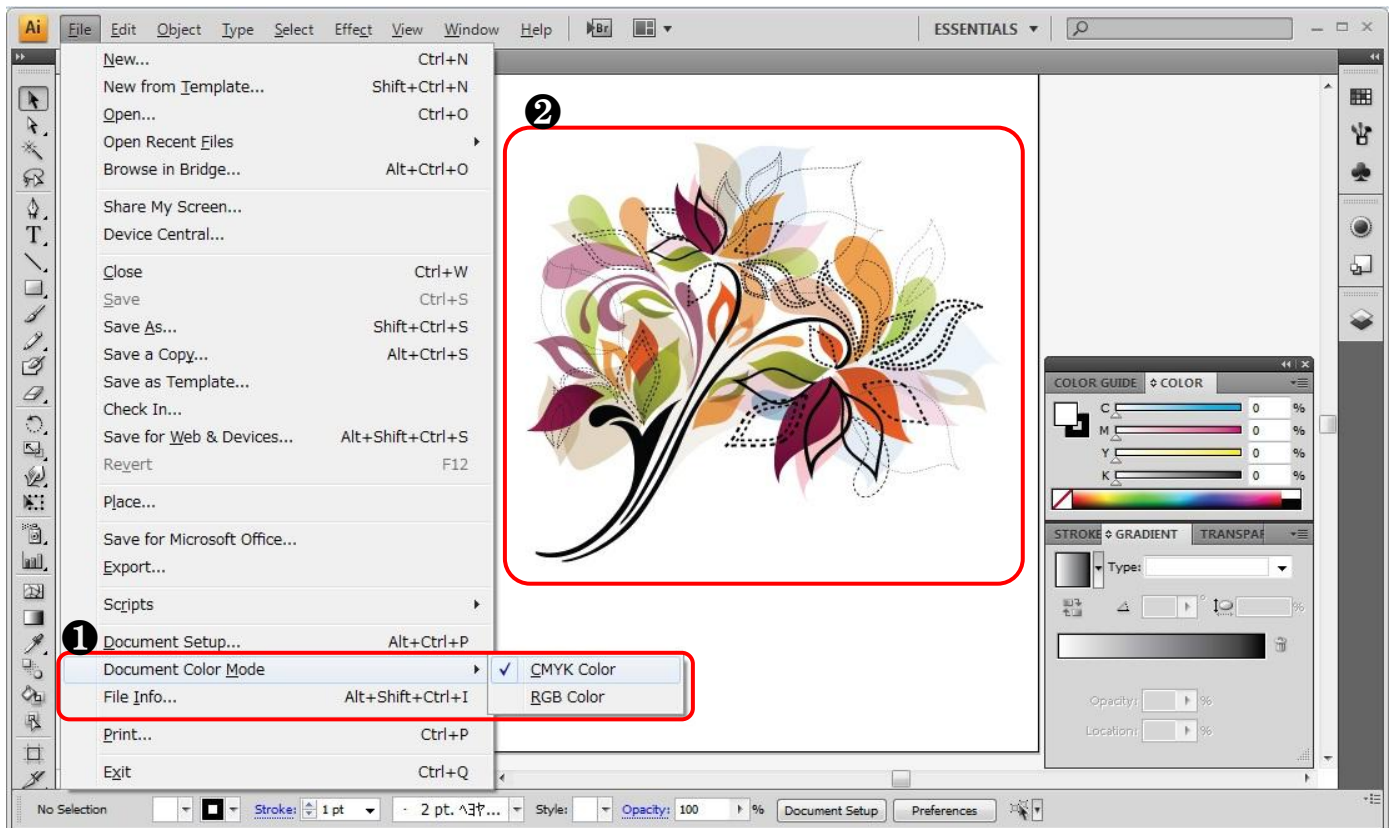 Ai File Edit Object Type Select Effect View Window Help Br ESSENTIALS
New... Ctrl+N
New from Template... Shift+Ctrl+N
Open... Ctrl+O
Open Recent Files
Browse in Bridge... Alt+Ctrl+O
Share My Screen...
Device Central...
Close Ctrl+W
Save Ctrl+S
Save As... Shift+Ctrl+S
Save a Copy... Alt+Ctrl+S
Save as Template...
Check In...
Save for Web & Devices... Alt+Shift+Ctrl+S
Revert F12
Place...
Save for Microsoft Office...
Export...
Scripts
❶
Document Setup... Alt+Ctrl+P
Document Color Mode
File Info... Alt+Shift+Ctrl+I
Print... Ctrl+P
Exit Ctrl+Q
✓ CMYK Color
RGB Color
❷
T
COLOR GUIDE COLOR
C 0 %
M 0 %
Y 0 %
K 0 %
STROKE GRADIENT TRANSPAR
Type:
° %
Opacity: %
Location: %
No Selection Stroke: 1 pt 2 pt. ... Style: Opacity: 100 % Document Setup Preferences